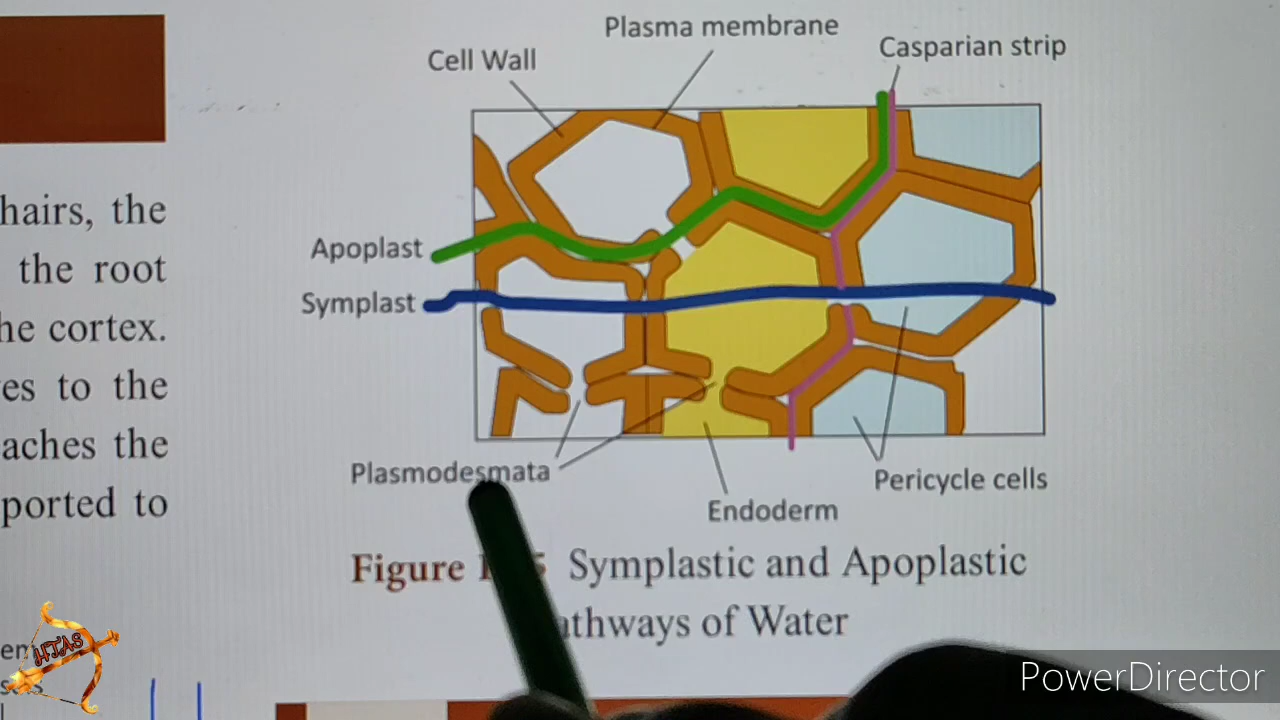 Plasma membrane
Cell Wall
Casparian strip
hairs, the
the root
he cortex.
es to the
aches the
ported to
Apoplast
Symplast
Plasmodesmata
Pericycle cells
Endoderm
Figure Symplastic and Apoplastic
athways of Water
HTAS
PowerDirector